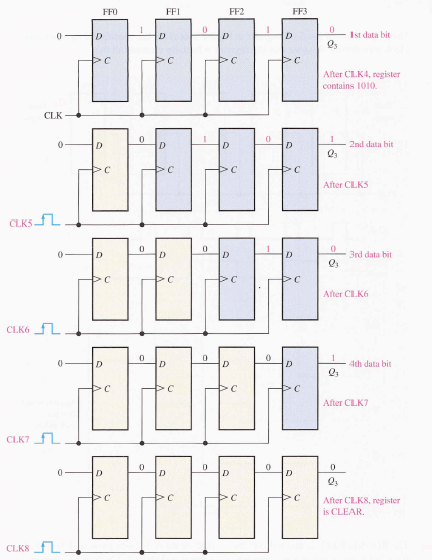 FF0 FF1 FF2 FF3
0 D 1 D 0 D 1 D 0 1st data bit
Q3
C C C C
After CLK4, register
contains 1010.
CLK
0 D 0 D 1 D 0 D 1 2nd data bit
Q3
C C C C
After CLK5
CLK5
0 D 0 D 0 D 1 D 0 3rd data bit
Q3
C C C C
After CLK6
CLK6
0 D 0 D 0 D 0 D 1 4th data bit
Q3
C C C C
After CLK7
CLK7
0 D 0 D 0 D 0 D 0
Q3
C C C C
After CLK8, register
is CLEAR.
CLK8